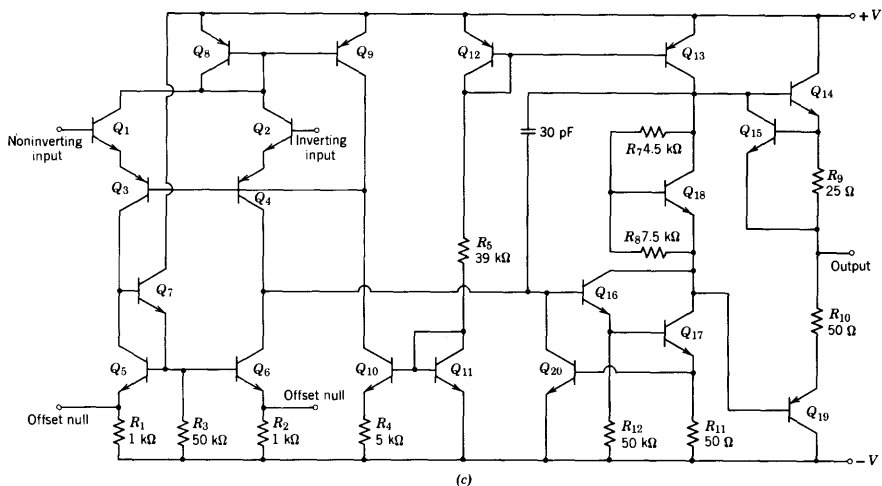 +V
Q8
Q9
Q12
Q13
Q14
Q1
Q2
Q15
Noninverting input
Inverting input
30 pF
R7 4.5 kΩ
Q3
Q4
Q18
R9
25 Ω
R5
39 kΩ
R8 7.5 kΩ
Output
Q7
Q16
Q17
R10
50 Ω
Q5
Q6
Q10
Q11
Q20
Q19
Offset null
Offset null
R1
1 kΩ
R3
50 kΩ
R2
1 kΩ
R4
5 kΩ
R12
50 kΩ
R11
50 Ω
−V
(c)